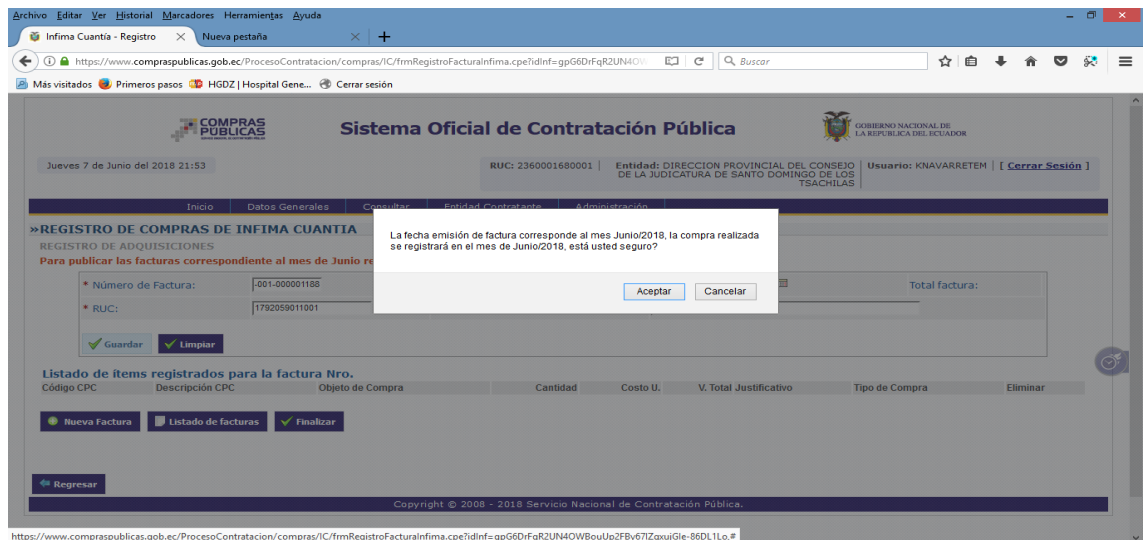 Archivo Editar Ver Historial Marcadores Herramientas Ayuda
Infima Cuantía - Registro
Nueva pestaña
https://www.compraspublicas.gob.ec/ProcesoContratacion/compras/IC/frmRegistroFacturaInfima.cpe?idInf=gpG6DrFqR2UN4OW
Buscar
Más visitados Primeros pasos HGDZ | Hospital Gene... Cerrar sesión
COMPRAS
PÚBLICAS
Sistema Oficial de Contratación Pública
GOBIERNO NACIONAL DE
LA REPUBLICA DEL ECUADOR
Jueves 7 de Junio del 2018 21:53
RUC: 2360001680001 | Entidad: DIRECCION PROVINCIAL DEL CONSEJO
DE LA JUDICATURA DE SANTO DOMINGO DE LOS
TSACHILAS
Usuario: KNAVARRETEM | [ Cerrar Sesión ]
Inicio Datos Generales Consultar Entidad Contratante Administración
»REGISTRO DE COMPRAS DE INFIMA CUANTIA
REGISTRO DE ADQUISICIONES
Para publicar las facturas correspondiente al mes de Junio re
La fecha emisión de factura corresponde al mes Junio/2018, la compra realizada
se registrará en el mes de Junio/2018, está usted seguro?
Aceptar Cancelar
* Número de Factura: -001-000001188 Total factura:
* RUC: 1792059011001
Guardar Limpiar
Listado de ítems registrados para la factura Nro.
Código CPC Descripción CPC Objeto de Compra Cantidad Costo U. V. Total Justificativo Tipo de Compra Eliminar
Nueva Factura Listado de facturas Finalizar
Regresar
Copyright © 2008 - 2018 Servicio Nacional de Contratación Pública.